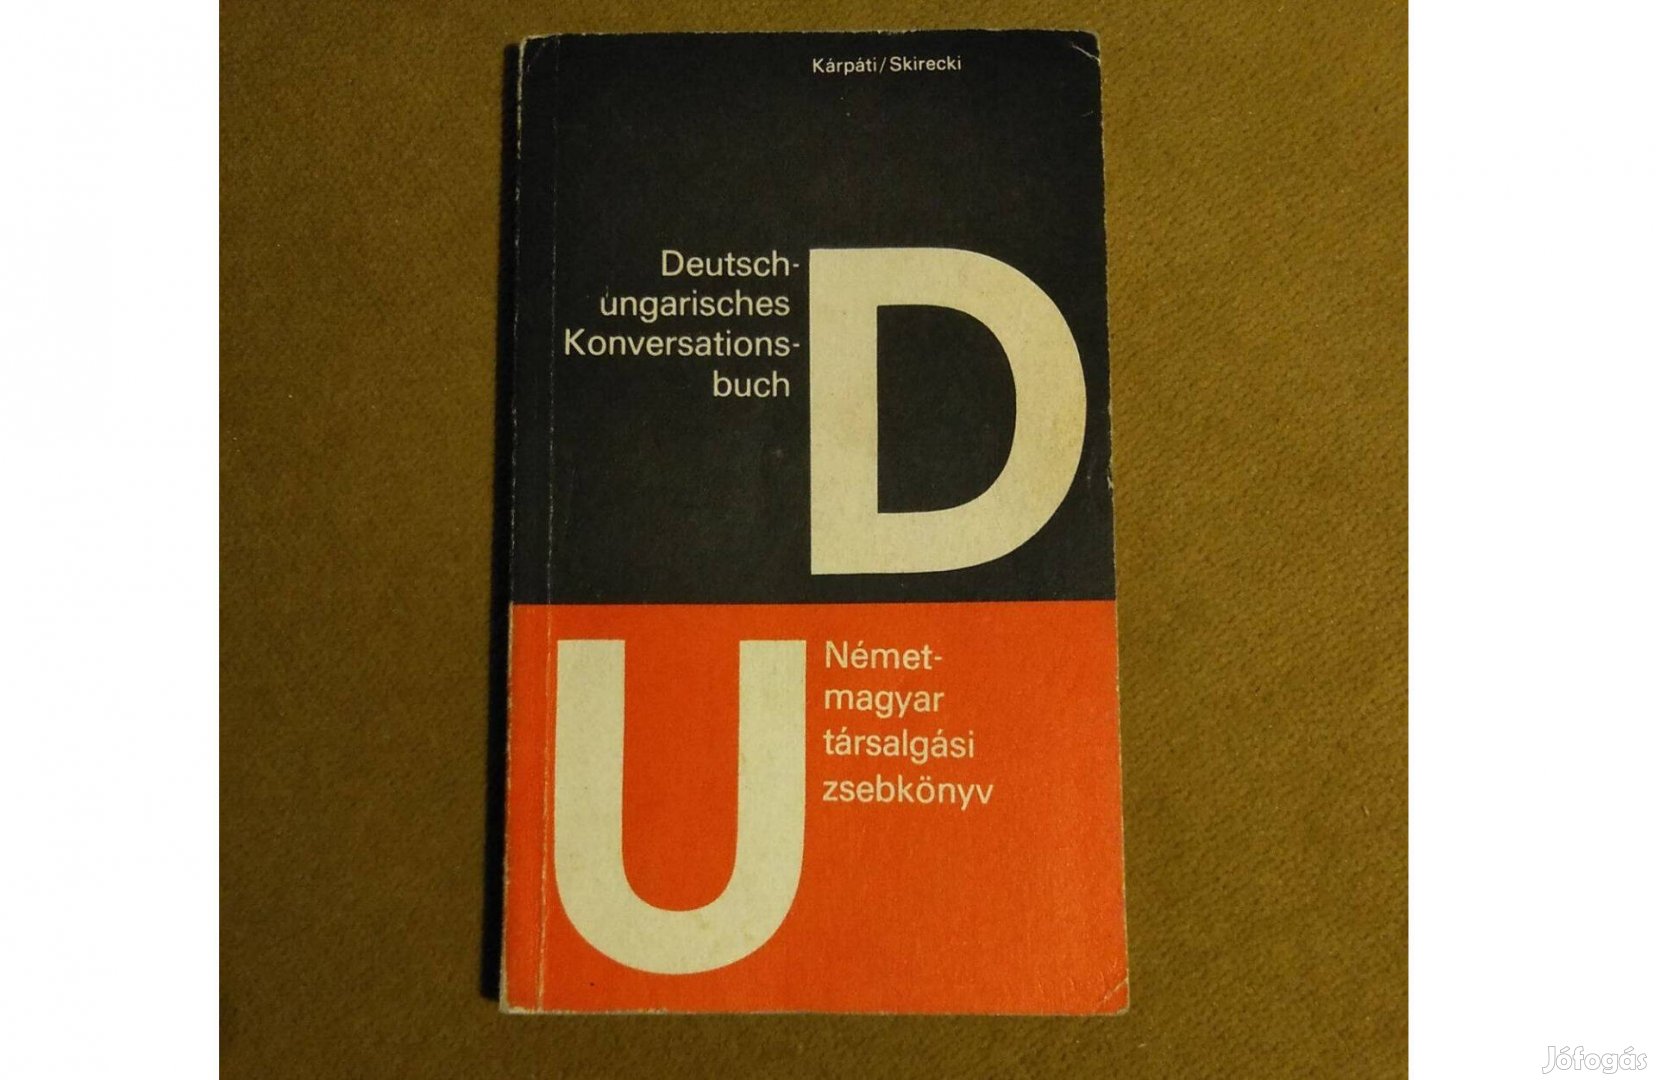 Kárpáti/Skirecki
Deutsch-
ungarisches
Konversations-
buch
D
U
Német-
magyar
társalgási
zsebkönyv
Jófogás